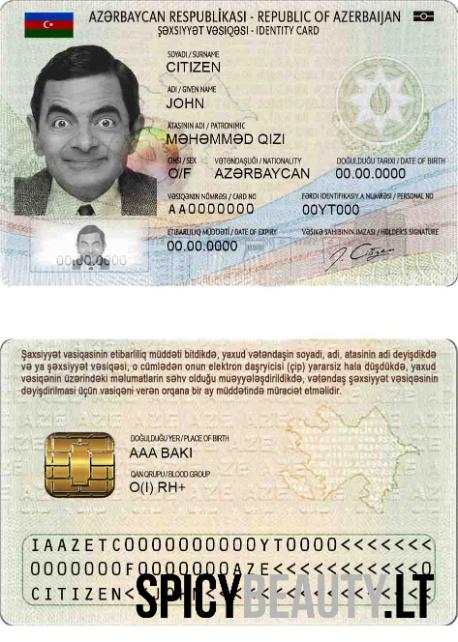 AZƏRBAYCAN RESPUBLİKASI - REPUBLIC OF AZERBAIJAN
ŞƏXSİYYƏT VƏSİQƏSİ - IDENTITY CARD
SOYADI / SURNAME
CITIZEN
ADI / GIVEN NAME
JOHN
ATASININ ADI / PATRONIMIC
MƏHƏMMƏD QIZI
CİNSİ / SEX VƏTƏNDAŞLIĞI / NATIONALITY DOĞULDUĞU TARİXİ / DATE OF BIRTH
Q/F AZƏRBAYCAN 00.00.0000
VƏSİQƏNİN NÖMRƏSİ / CARD NO FƏRDİ İDENTİFİKASİYA NÖMRƏSİ / PERSONAL NO
AA0000000 00YT000
ETİBARLILIQ MÜDDƏTİ / DATE OF EXPIRY VƏSİQƏ SAHİBİNİN İMZASI / HOLDER'S SIGNATURE
00.00.0000
J. Citizen
00.00.0000
Şəxsiyyət vəsiqəsinin etibarlılıq müddəti bitdikdə, yaxud vətəndaşın soyadı, adı, atasının adı dəyişdikdə
və ya şəxsiyyət vəsiqəsi, o cümlədən onun elektron daşıyıcısı (çip) yararsız hala düşdükdə, yaxud
vəsiqənin üzərindəki məlumatların səhv olduğu müəyyələşdirildikdə, vətəndaş şəxsiyyət vəsiqəsinin
dəyişdirilməsi üçün vəsiqəni verən orqana bir ay müddətində müraciət etməlidir.
DOĞULDUĞU YER / PLACE OF BIRTH
AAA BAKI
QAN QRUPU / BLOOD GROUP
O(I) RH+
IAAZETC0000000000YT0000<<<<<<<
0000000F0000000AZE<<<<<<<<<<<0
CITIZEN<<JOHN<<<<<<<<<<<<<<<<<
SPICYBEAUTY.LT